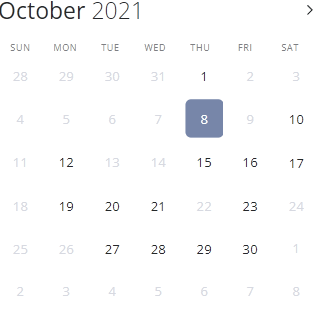 October 2021
SUN MON TUE WED THU FRI SAT
28 29 30 31 1 2 3
4 5 6 7 8 9 10
11 12 13 14 15 16 17
18 19 20 21 22 23 24
25 26 27 28 29 30 1
2 3 4 5 6 7 8